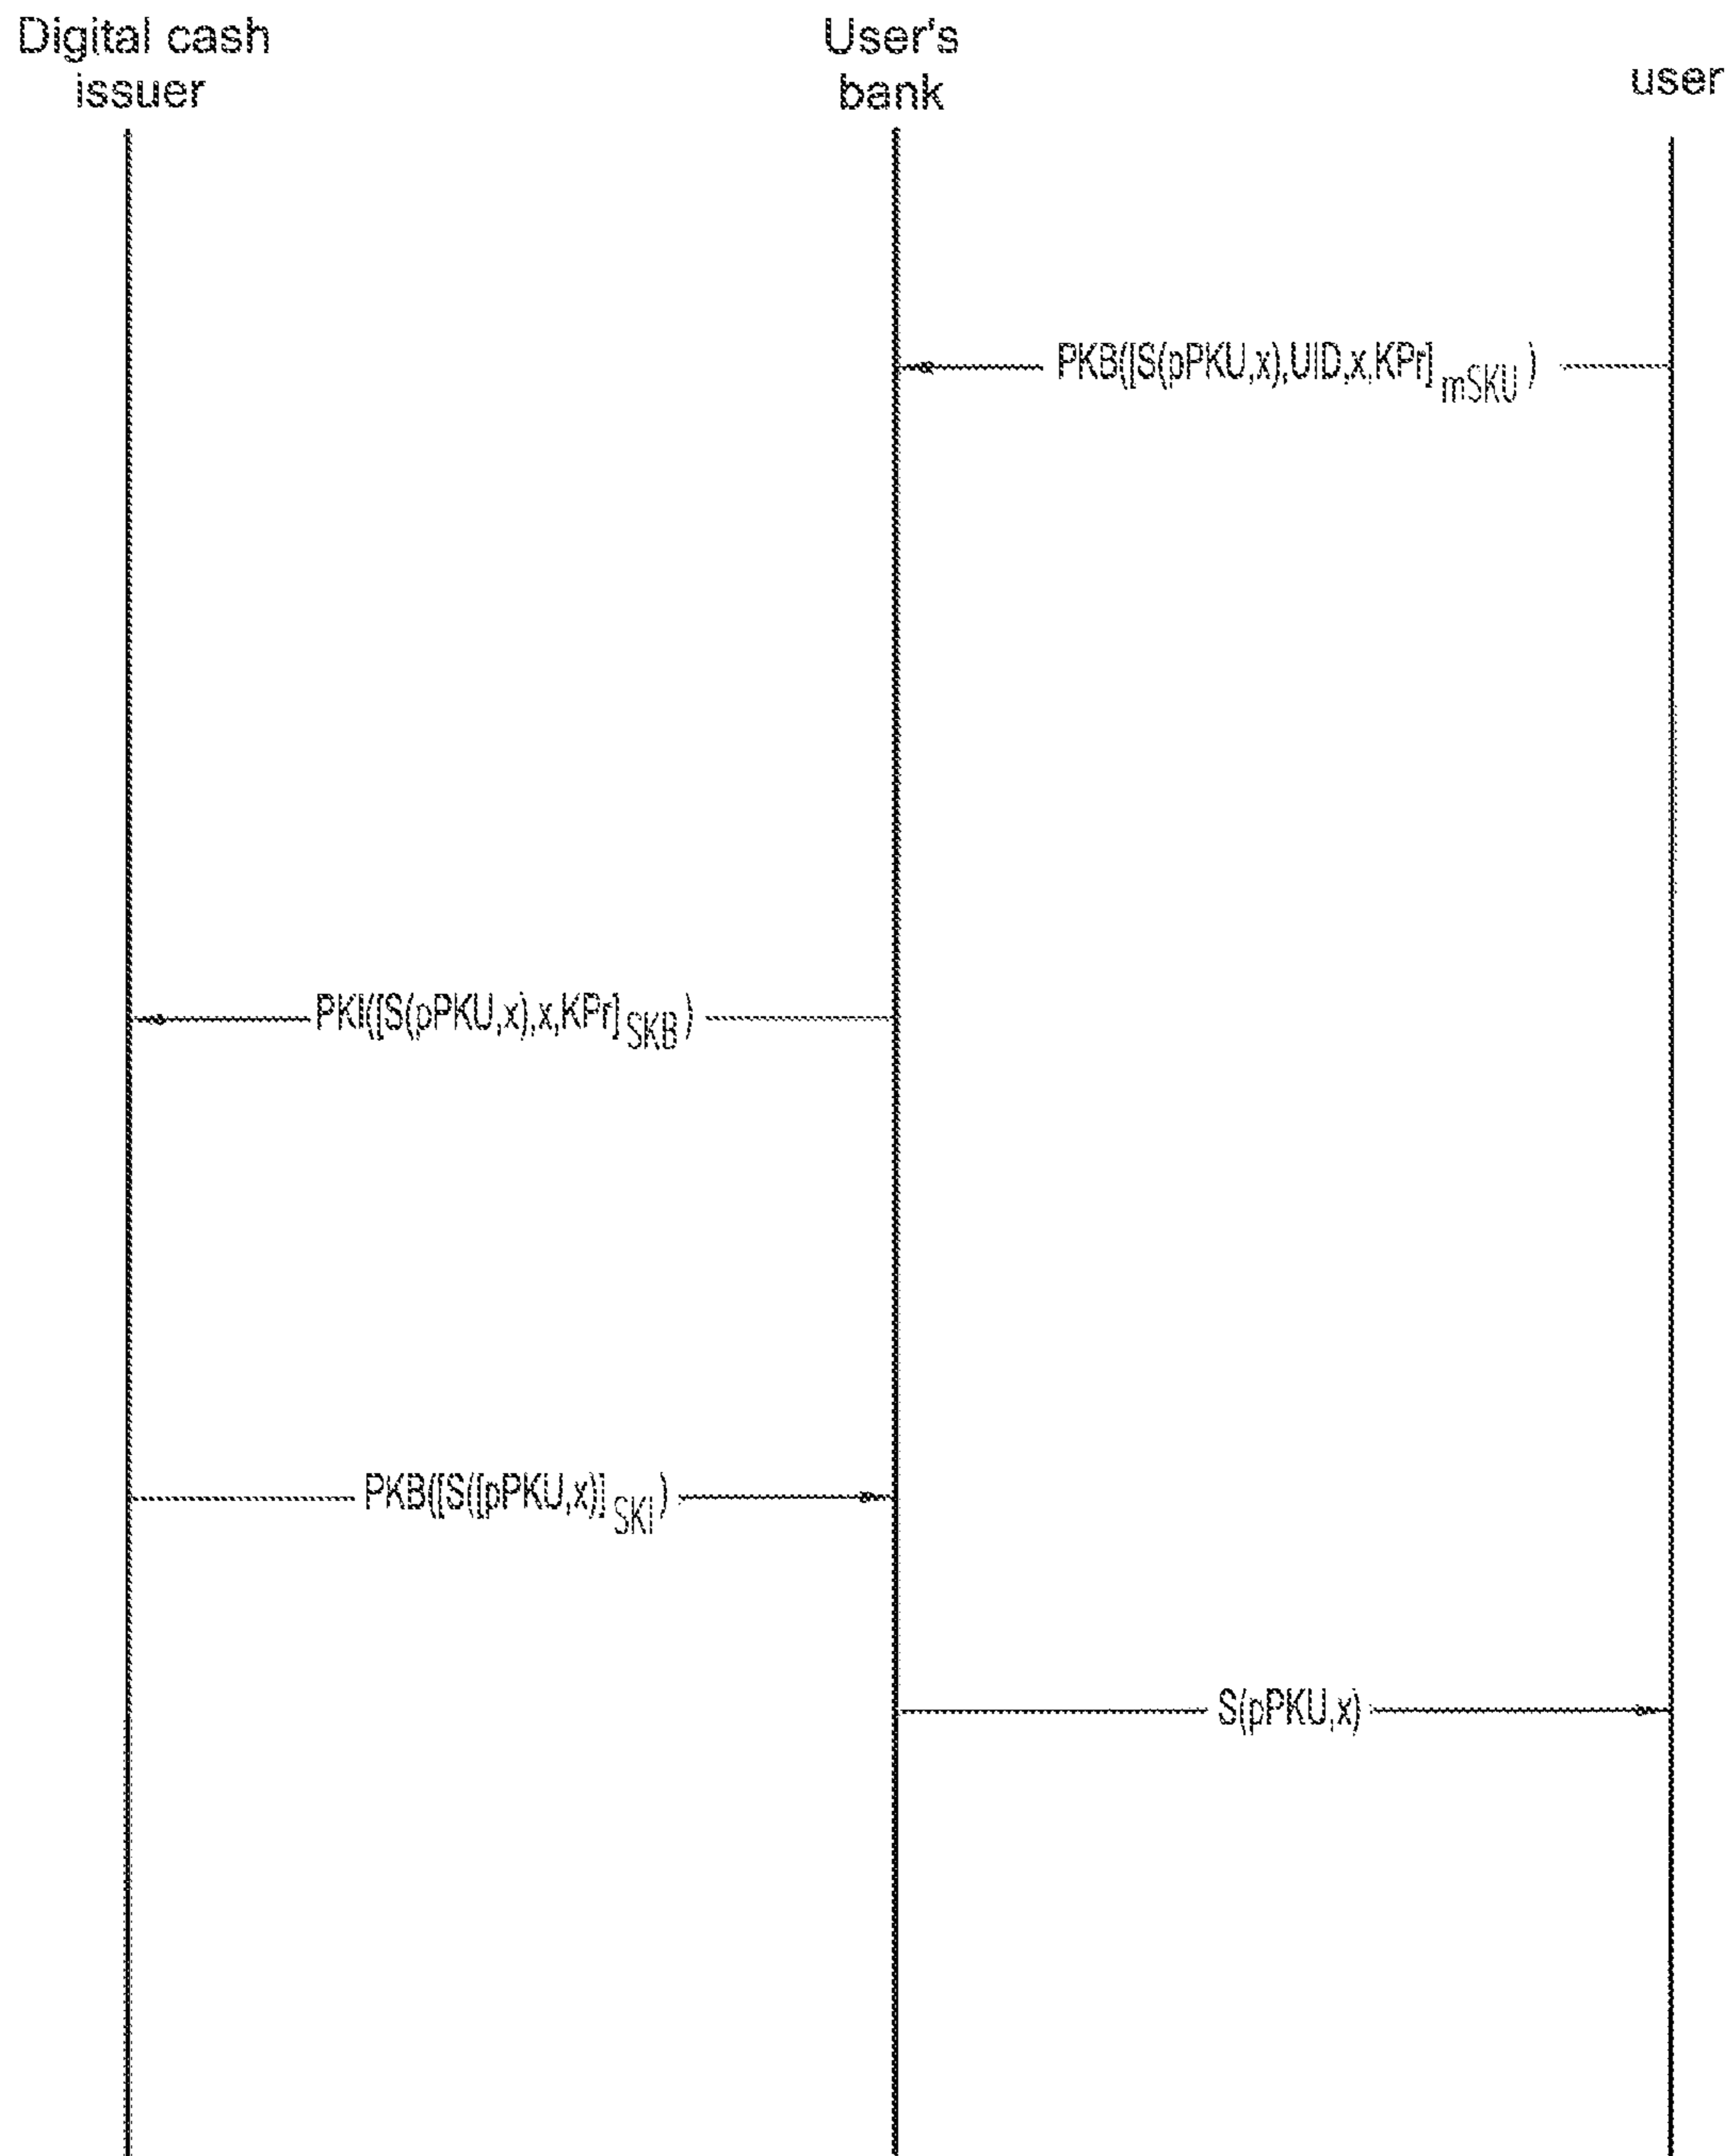 Digital cash
issuer
User's
bank
user
PKB([S(pPKU,x),UID,x,KPr]mSKU)
PKI([S(pPKU,x),x,KPr]SKB)
PKB([S([pPKU,x)]SKI)
S(pPKU,x)